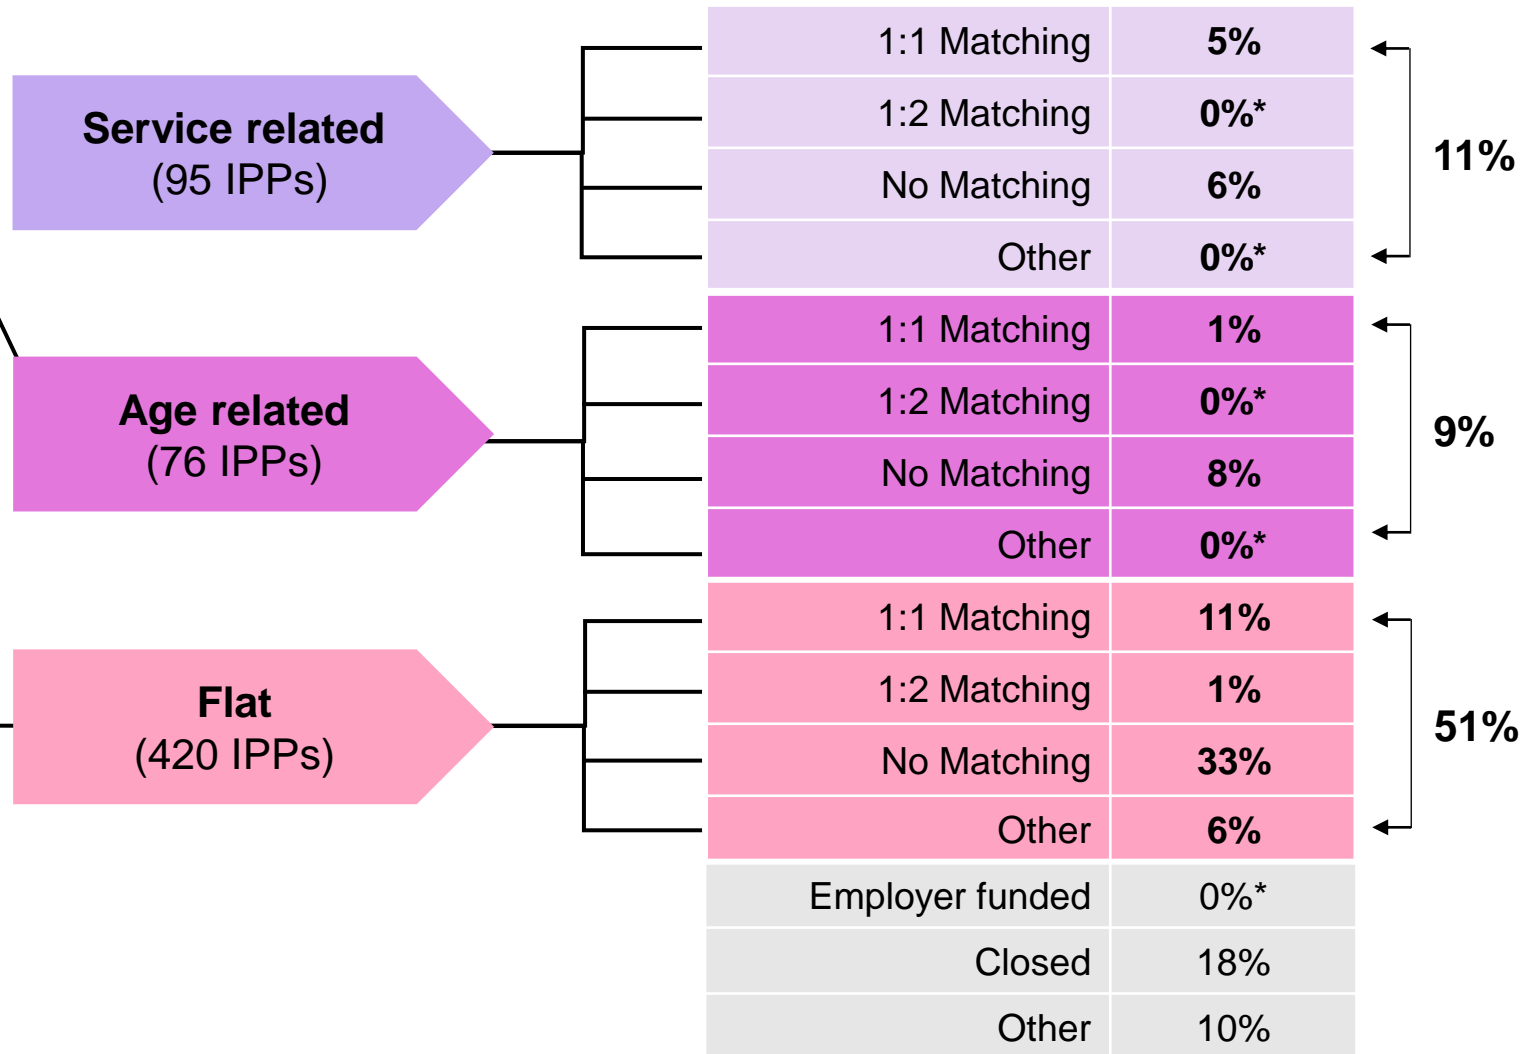 Service related
(95 IPPs)
1:1 Matching 5%
1:2 Matching 0%*
No Matching 6%
Other 0%*
11%
Age related
(76 IPPs)
1:1 Matching 1%
1:2 Matching 0%*
No Matching 8%
Other 0%*
9%
Flat
(420 IPPs)
1:1 Matching 11%
1:2 Matching 1%
No Matching 33%
Other 6%
51%
Employer funded 0%*
Closed 18%
Other 10%